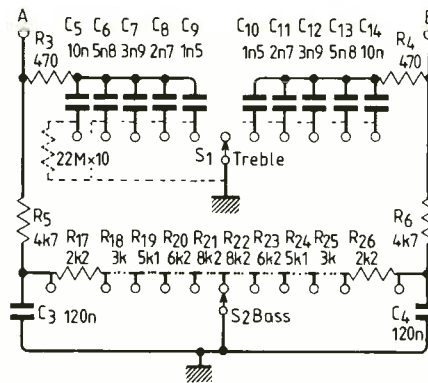 A B
C5 C6 C7 C8 C9 C10 C11 C12 C13 C14
R3 10n 5n8 3n9 2n7 1n5 1n5 2n7 3n9 5n8 10n R4
470 470
22M×10 S1 Treble
R5 R6
4k7 R17 R18 R19 R20 R21 R22 R23 R24 R25 R26 4k7
2k2 3k 5k1 6k2 8k2 8k2 6k2 5k1 3k 2k2
C3 120n S2 Bass C4
120n